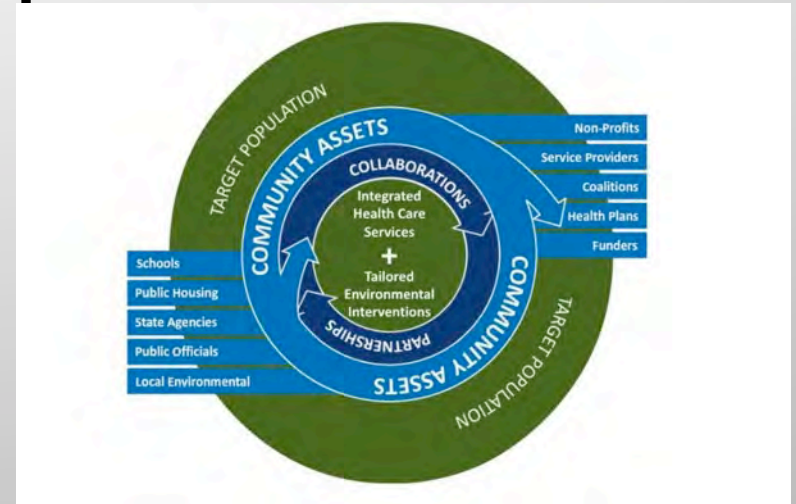 TARGET POPULATION
COMMUNITY ASSETS
COLLABORATIONS
Integrated
Health Care
Services
+
Tailored
Environmental
Interventions
PARTNERSHIPS
COMMUNITY ASSETS
TARGET POPULATION
Non-Profits
Service Providers
Coalitions
Health Plans
Funders
Schools
Public Housing
State Agencies
Public Officials
Local Environmental